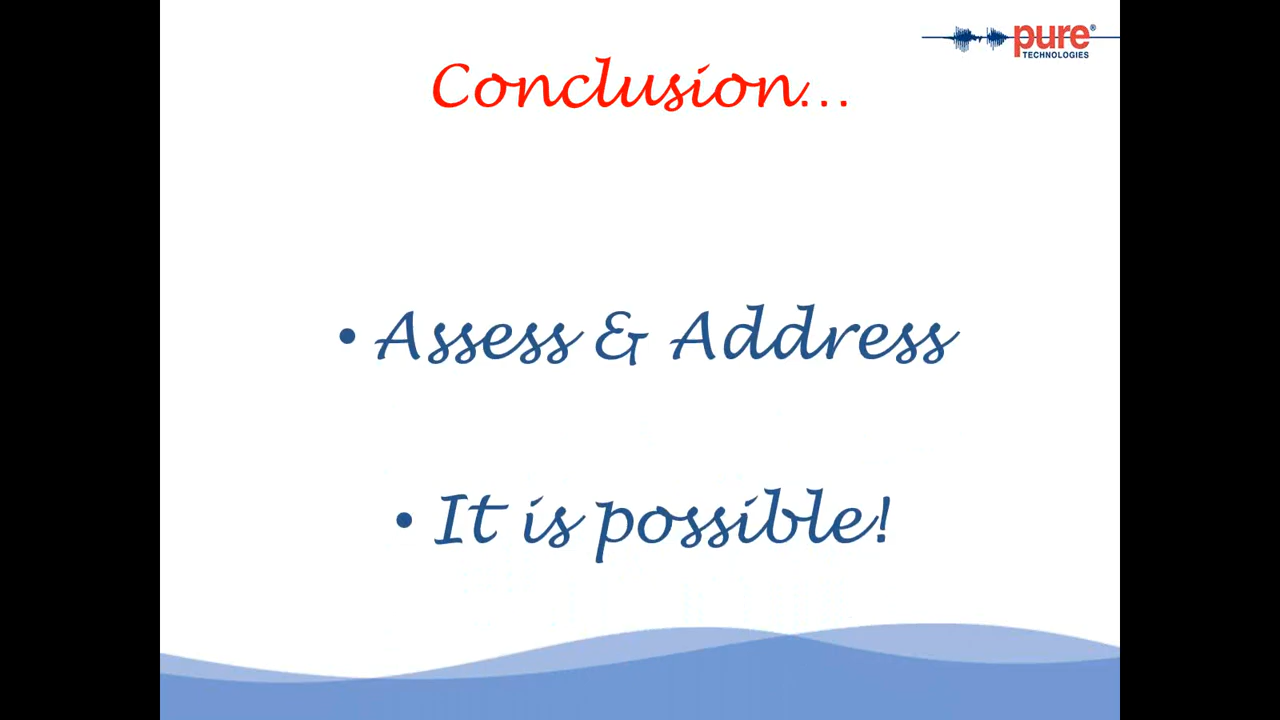 pure®
TECHNOLOGIES
Conclusion...
• Assess & Address
• It is possible!